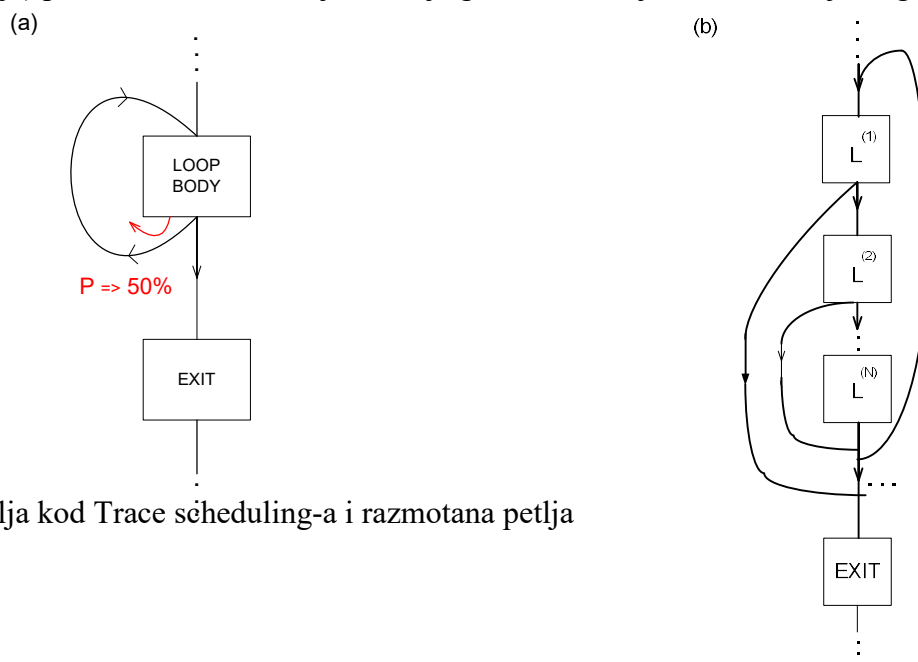 (a)
LOOP
BODY
P => 50%
EXIT
lja kod Trace scheduling-a i razmotana petlja
(b)
L(1)
L(2)
L(N)
EXIT